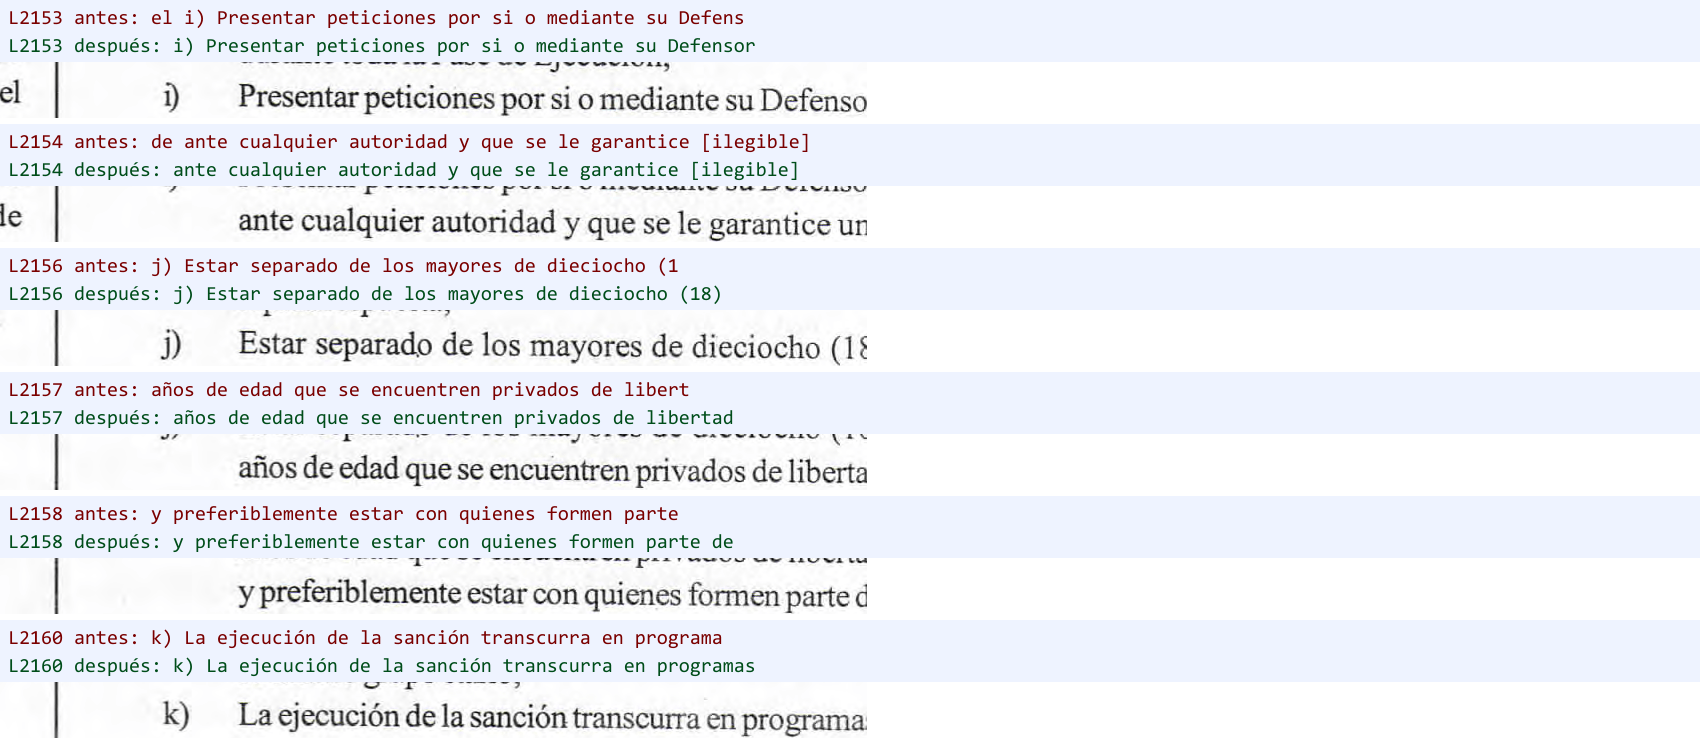 L2153 antes: el i) Presentar peticiones por si o mediante su Defens
L2153 después: i) Presentar peticiones por si o mediante su Defensor
el i) Presentar peticiones por si o mediante su Defenso
L2154 antes: de ante cualquier autoridad y que se le garantice [ilegible]
L2154 después: ante cualquier autoridad y que se le garantice [ilegible]
de ante cualquier autoridad y que se le garantice un
L2156 antes: j) Estar separado de los mayores de dieciocho (1
L2156 después: j) Estar separado de los mayores de dieciocho (18)
j) Estar separado de los mayores de dieciocho (18
L2157 antes: años de edad que se encuentren privados de libert
L2157 después: años de edad que se encuentren privados de libertad
años de edad que se encuentren privados de liberta
L2158 antes: y preferiblemente estar con quienes formen parte
L2158 después: y preferiblemente estar con quienes formen parte de
y preferiblemente estar con quienes formen parte d
L2160 antes: k) La ejecución de la sanción transcurra en programa
L2160 después: k) La ejecución de la sanción transcurra en programas
k) La ejecución de la sanción transcurra en programa